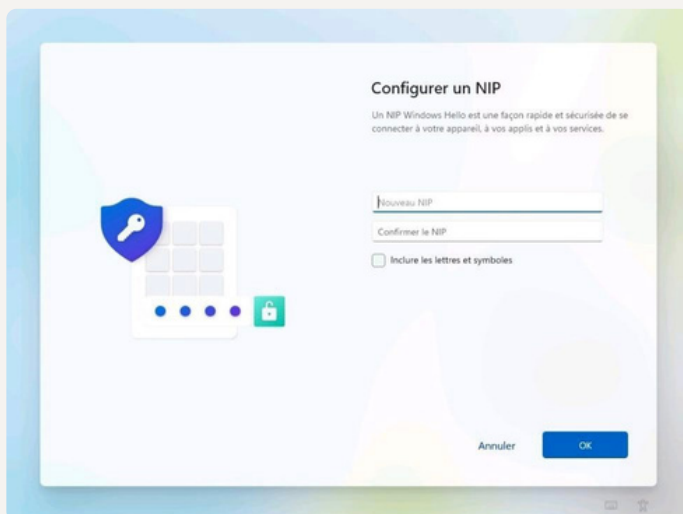 Configurer un NIP
Un NIP Windows Hello est une façon rapide et sécurisée de se
connecter à votre appareil, à vos applis et à vos services.
Nouveau NIP
Confirmer le NIP
Inclure les lettres et symboles
Annuler
OK